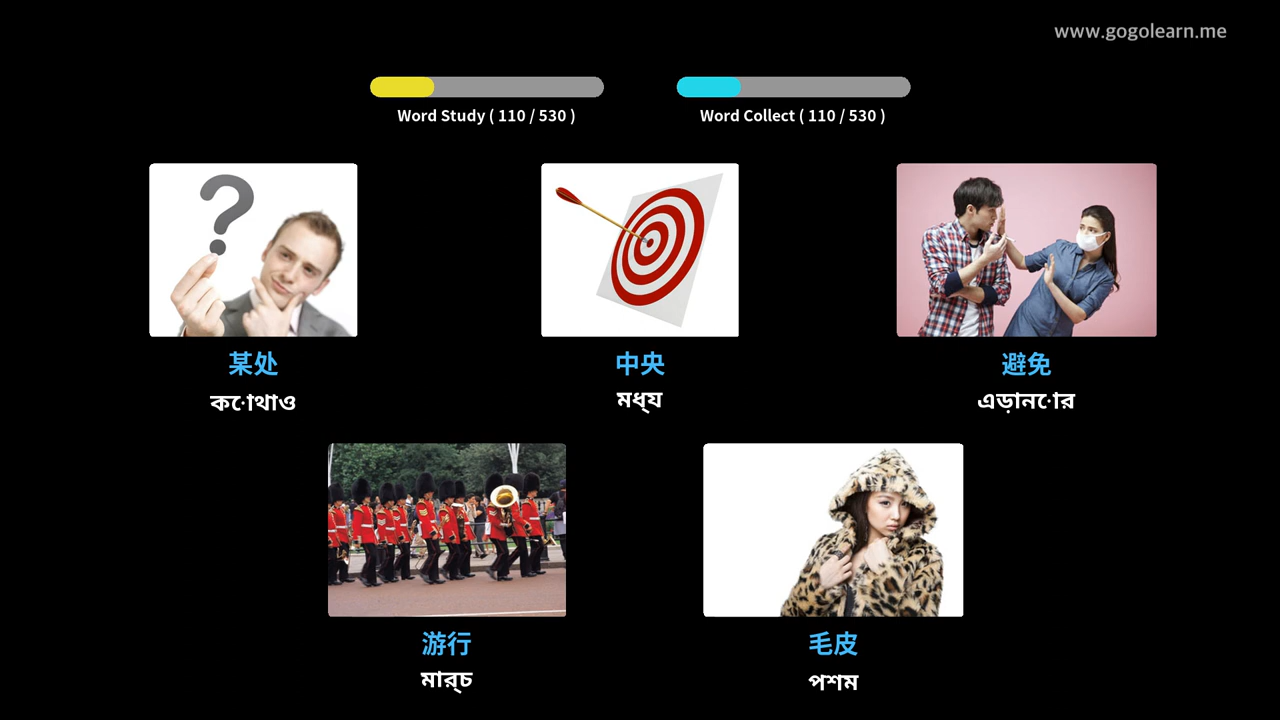 www.gogolearn.me
Word Study ( 110 / 530 )
Word Collect ( 110 / 530 )
某处
কোথাও
中央
মধ্য
避免
এড়ানোর
游行
মার্চ
毛皮
পশম